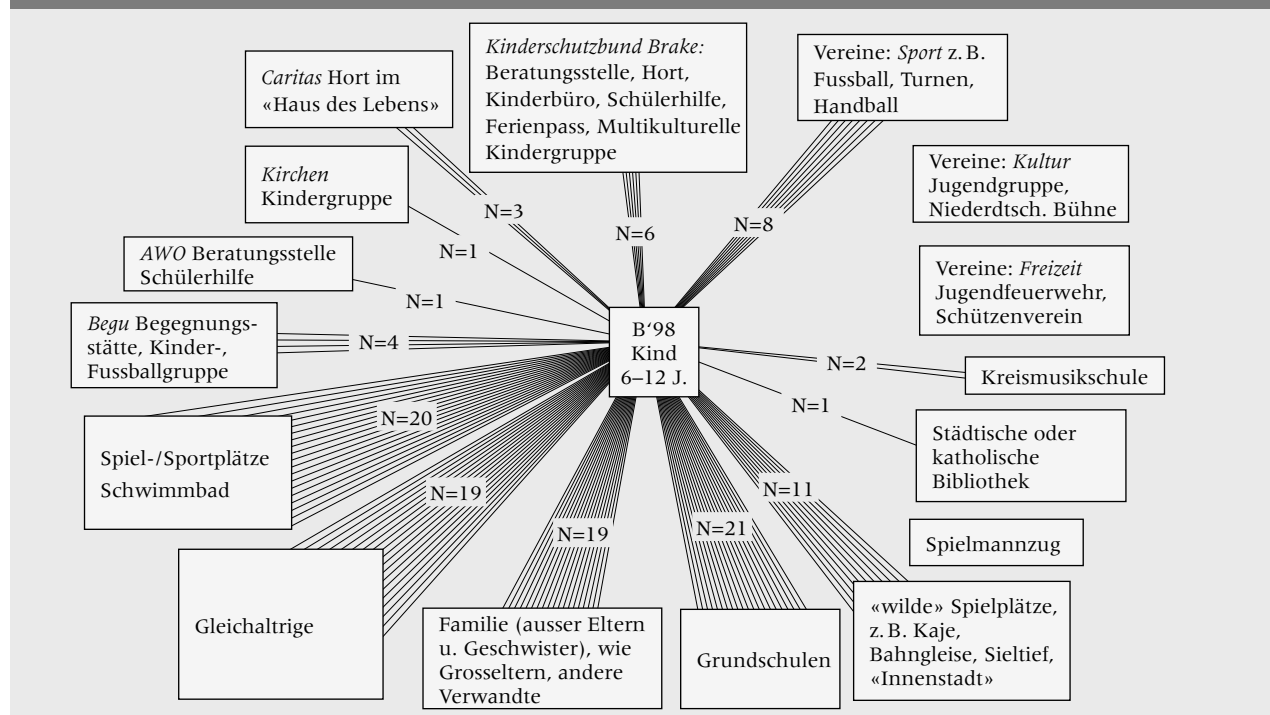 Caritas Hort im
«Haus des Lebens»
Kinderschutzbund Brake:
Beratungsstelle, Hort,
Kinderbüro, Schülerhilfe,
Ferienpass, Multikulturelle
Kindergruppe
Vereine: Sport z. B.
Fussball, Turnen,
Handball
Kirchen
Kindergruppe
Vereine: Kultur
Jugendgruppe,
Niederdtsch. Bühne
N=3
N=6
N=8
N=1
AWO Beratungsstelle
Schülerhilfe
Vereine: Freizeit
Jugendfeuerwehr,
Schützenverein
N=1
Begu Begegnungs-
stätte, Kinder-,
Fussballgruppe
N=4
B‘98
Kind
6–12 J.
N=2
Kreismusikschule
N=1
N=20
Spiel-/Sportplätze
Schwimmbad
Städtische oder
katholische
Bibliothek
N=19
N=11
N=19
N=21
Spielmannzug
Gleichaltrige
Familie (ausser Eltern
u. Geschwister), wie
Grosseltern, andere
Verwandte
Grundschulen
«wilde» Spielplätze,
z. B. Kaje,
Bahngleise, Sieltief,
«Innenstadt»